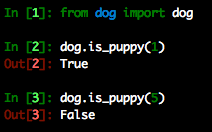 In [1]: from dog import dog
In [2]: dog.is_puppy(1)
Out[2]: True
In [3]: dog.is_puppy(5)
Out[3]: False